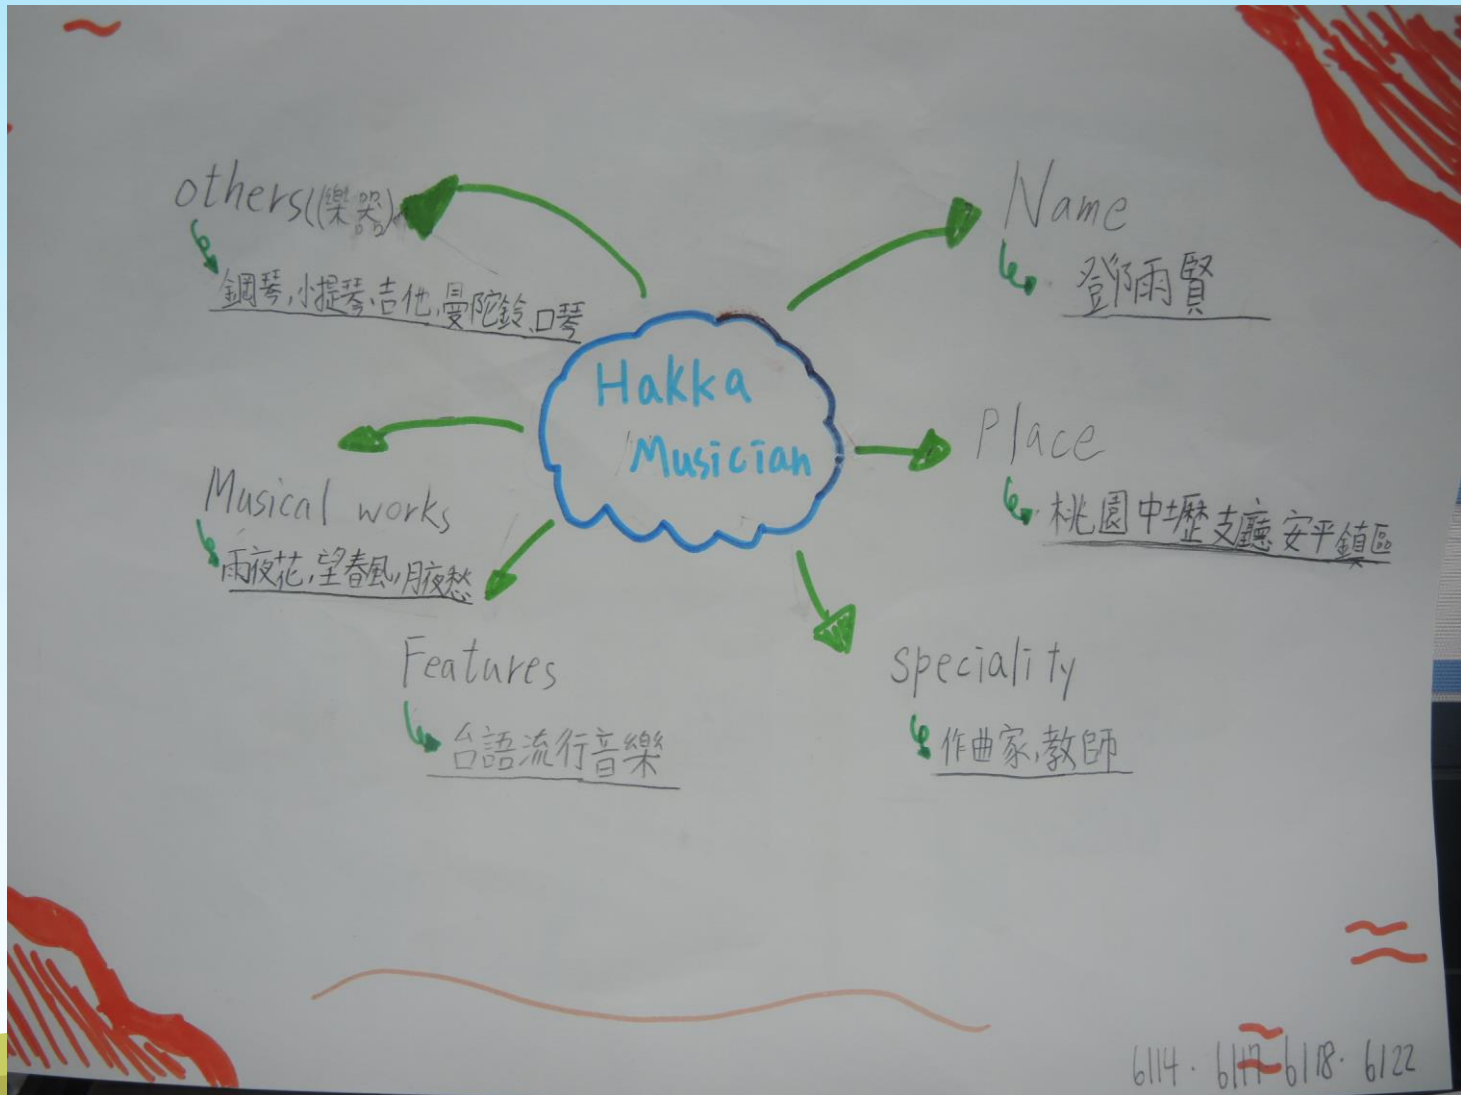 Hakka
Musician
Name
鄧雨賢
Place
桃園中壢支廳安平鎮區
speciality
作曲家,教師
Features
台語流行音樂
Musical works
雨夜花,望春風,月夜愁
others((樂器)
鋼琴,小提琴、吉他,曼陀鈴、口琴
6114. 6117 6118. 6122